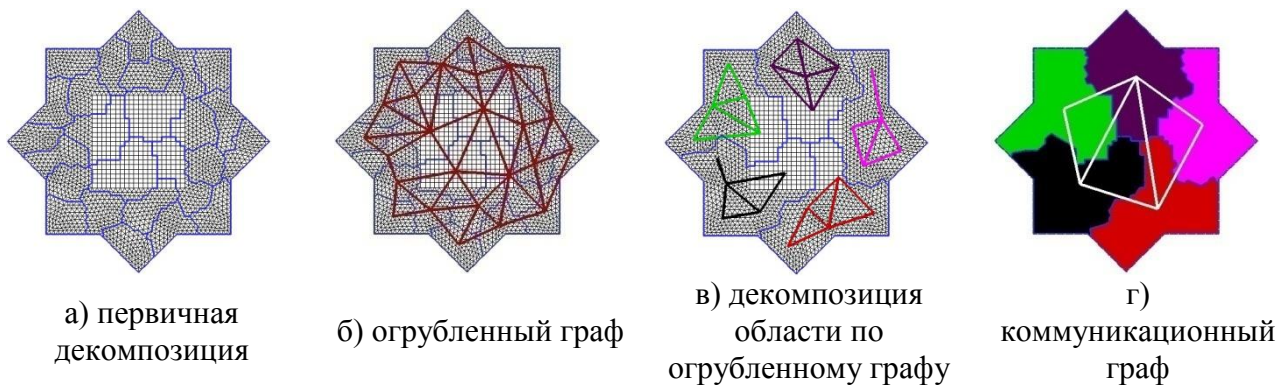 а) первичная
декомпозиция
б) огрубленный граф
в) декомпозиция
области по
огрубленному графу
г)
коммуникационный
граф